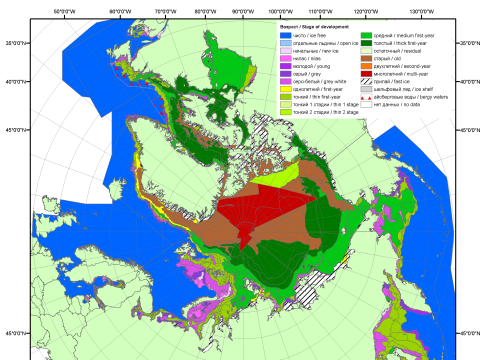 50°0'0"W 60°0'0"W 70°0'0"W 80°0'0"W 90°0'0"W 100°0'0"W 110°0'0"W 120°0'0"W 130°0'0"W
Возраст / Stage of development
чисто / ice free
отдельные льдины / open ice
начальные / new ice
нилас / nilas
молодой / young
серый / grey
серо-белый / grey white
однолетний / first-year
тонкий / thin first-year
тонкий 1 стадии / thin 1 stage
тонкий 2 стадии / thin 2 stage
средний / medium first-year
толстый / thick first-year
остаточный / residual
старый / old
двухлетний / second-year
многолетний / multi-year
припай / fast ice
шельфовый лед / ice shelf
айсберговые воды / bergy waters
нет данных / no data
35°0'0"N
40°0'0"N
45°0'0"N
45°0'0"N
35°0'0"N
40°0'0"N
45°0'0"N
45°0'0"N